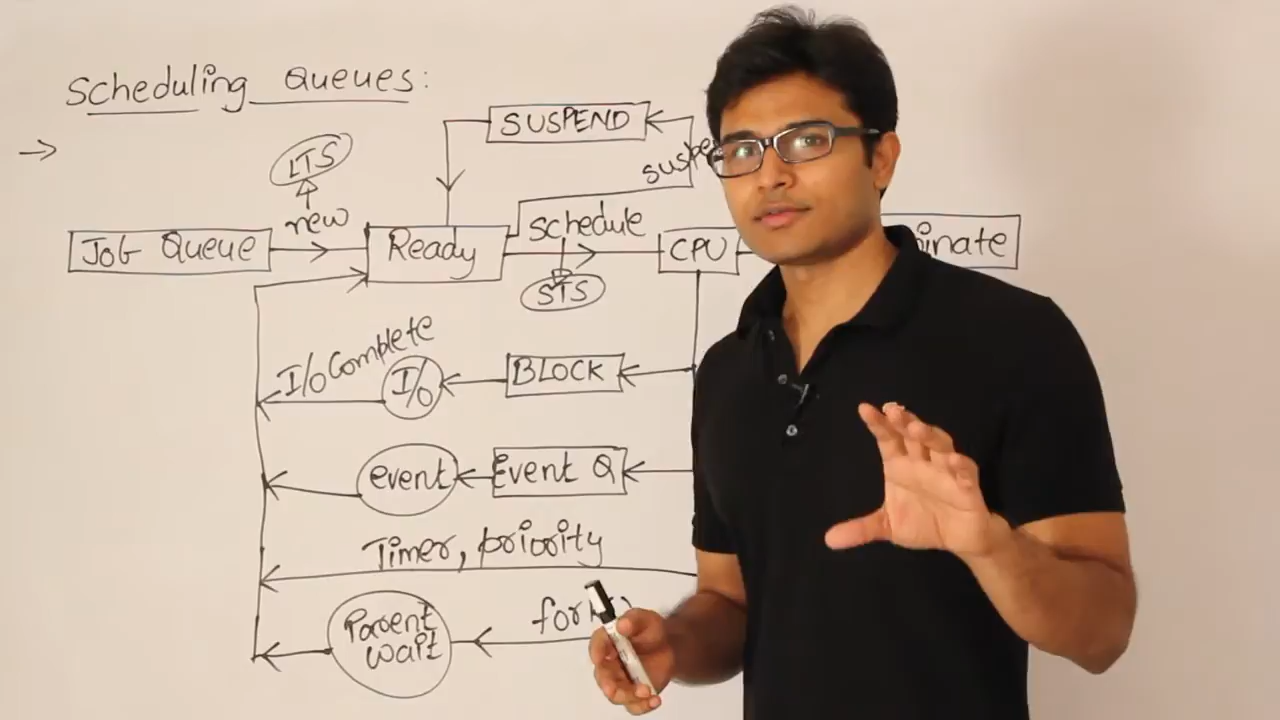 Scheduling Queues:
SUSPEND
LTS
new
Schedule
Job Queue
Ready
CPU
STS
I/O Complete
I/O
BLOCK
event
Event Q
Timer, priority
Parent
wait